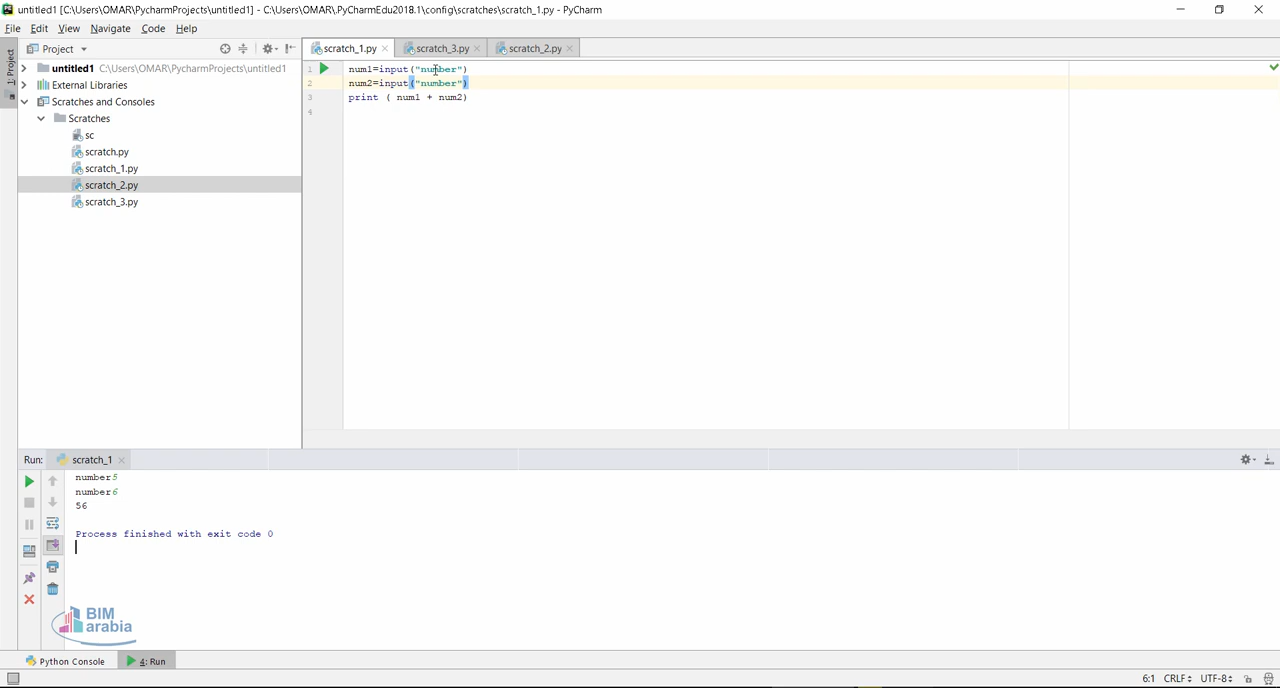 untitled1 [C:\Users\OMAR\PycharmProjects\untitled1] - C:\Users\OMAR\.PyCharmEdu2018.1\config\scratches\scratch_1.py - PyCharm
File Edit View Navigate Code Help
1: Project
Project
scratch_1.py
scratch_3.py
scratch_2.py
untitled1 C:\Users\OMAR\PycharmProjects\untitled1
External Libraries
Scratches and Consoles
Scratches
sc
scratch.py
scratch_1.py
scratch_2.py
scratch_3.py
1 num1=input("number")
2 num2=input("number")
3 print ( num1 + num2)
4
Run: scratch_1
number5
number6
56
Process finished with exit code 0
BIM
arabia
Python Console 4: Run
6:1 CRLF UTF-8